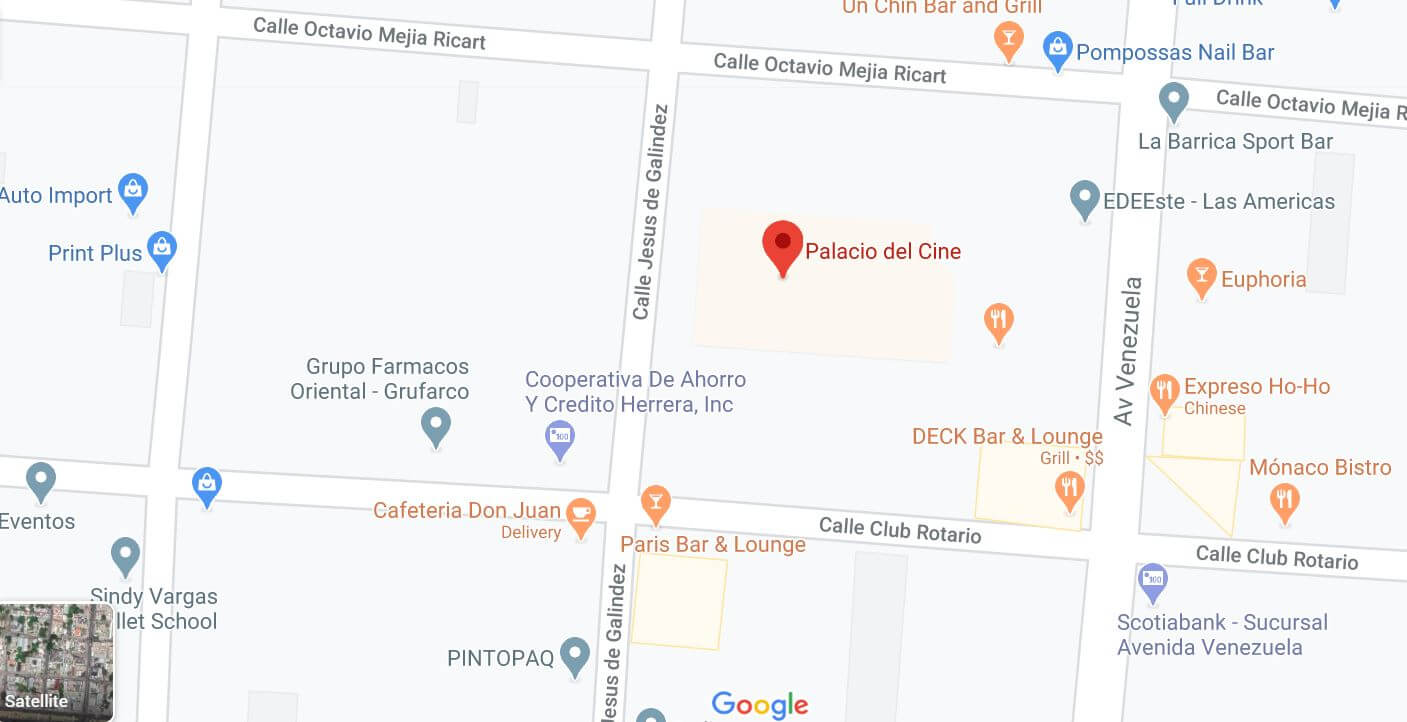 Un Chin Bar and Grill
Full Drink
Calle Octavio Mejia Ricart
Pompossas Nail Bar
Calle Octavio Mejia Ricart
Calle Octavio Mejia R
La Barrica Sport Bar
Calle Jesus de Galindez
Auto Import
EDEEste - Las Americas
Print Plus
Palacio del Cine
Euphoria
Av Venezuela
Grupo Farmacos
Oriental - Grufarco
Cooperativa De Ahorro
Y Credito Herrera, Inc
100
Expreso Ho-Ho
Chinese
DECK Bar & Lounge
Grill • $$
Mónaco Bistro
Eventos
Cafeteria Don Juan
Delivery
Paris Bar & Lounge
Calle Club Rotario
Calle Club Rotario
100
Sindy Vargas
llet School
Jesus de Galindez
Scotiabank - Sucursal
Avenida Venezuela
PINTOPAQ
Satellite
Google